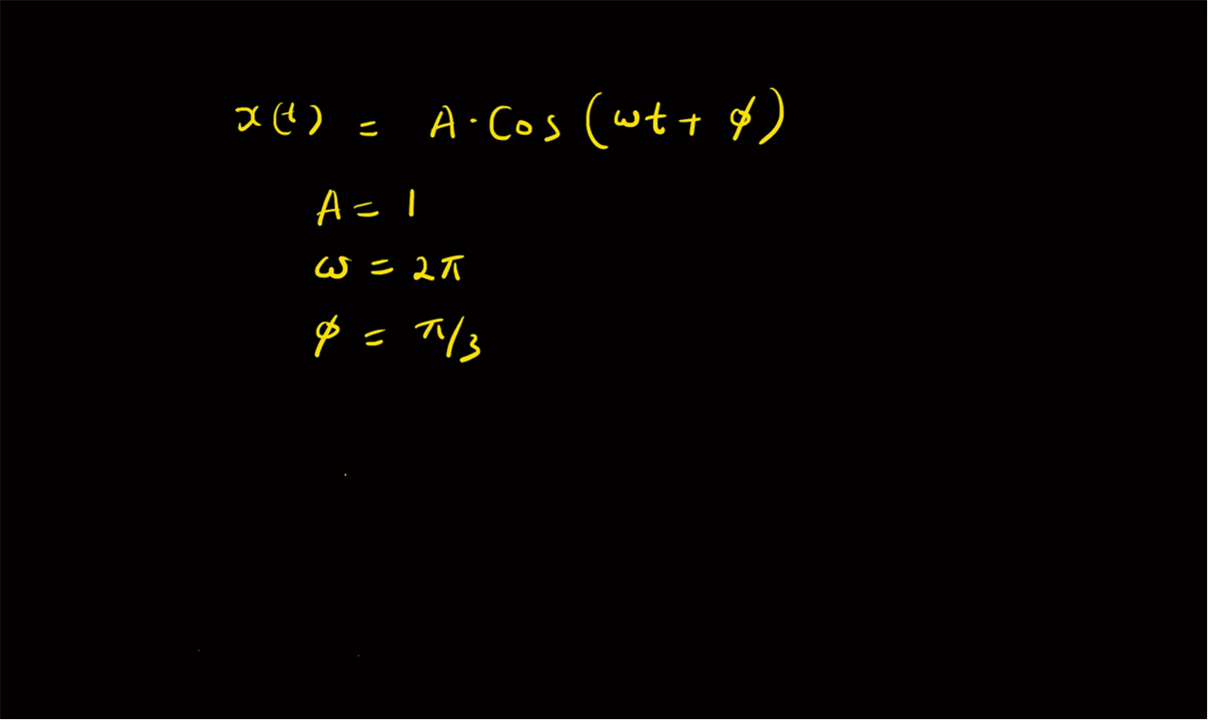 x(t) = A·Cos(ωt + φ)
A = 1
ω = 2π
φ = π/3